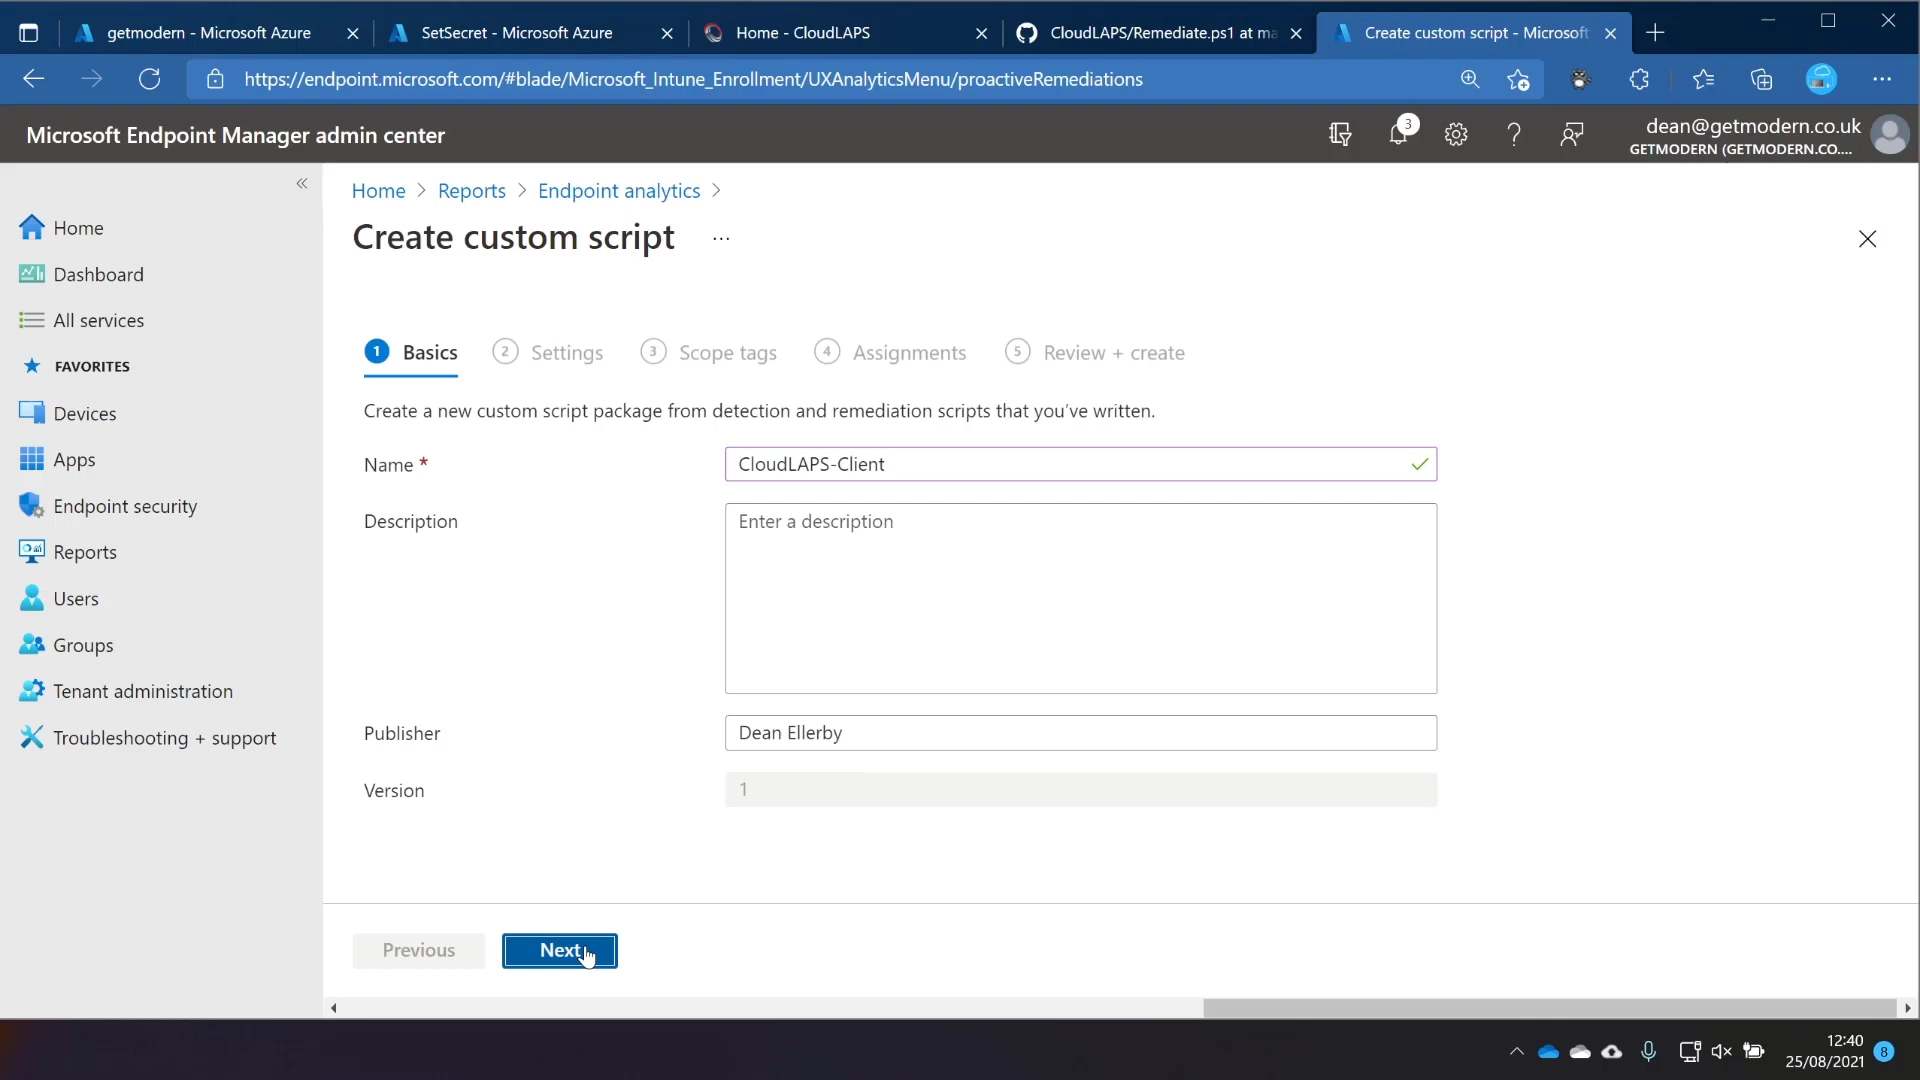 getmodern - Microsoft Azure
SetSecret - Microsoft Azure
Home - CloudLAPS
CloudLAPS/Remediate.ps1 at ma
Create custom script - Microsoft
https://endpoint.microsoft.com/#blade/Microsoft_Intune_Enrollment/UXAnalyticsMenu/proactiveRemediations
Microsoft Endpoint Manager admin center
3
dean@getmodern.co.uk
GETMODERN (GETMODERN.CO....
Home
Dashboard
All services
FAVORITES
Devices
Apps
Endpoint security
Reports
Users
Groups
Tenant administration
Troubleshooting + support
Home > Reports > Endpoint analytics >
Create custom script ...
1 Basics 2 Settings 3 Scope tags 4 Assignments 5 Review + create
Create a new custom script package from detection and remediation scripts that you've written.
Name * CloudLAPS-Client
Description Enter a description
Publisher Dean Ellerby
Version 1
Previous Next
12:40
25/08/2021 8